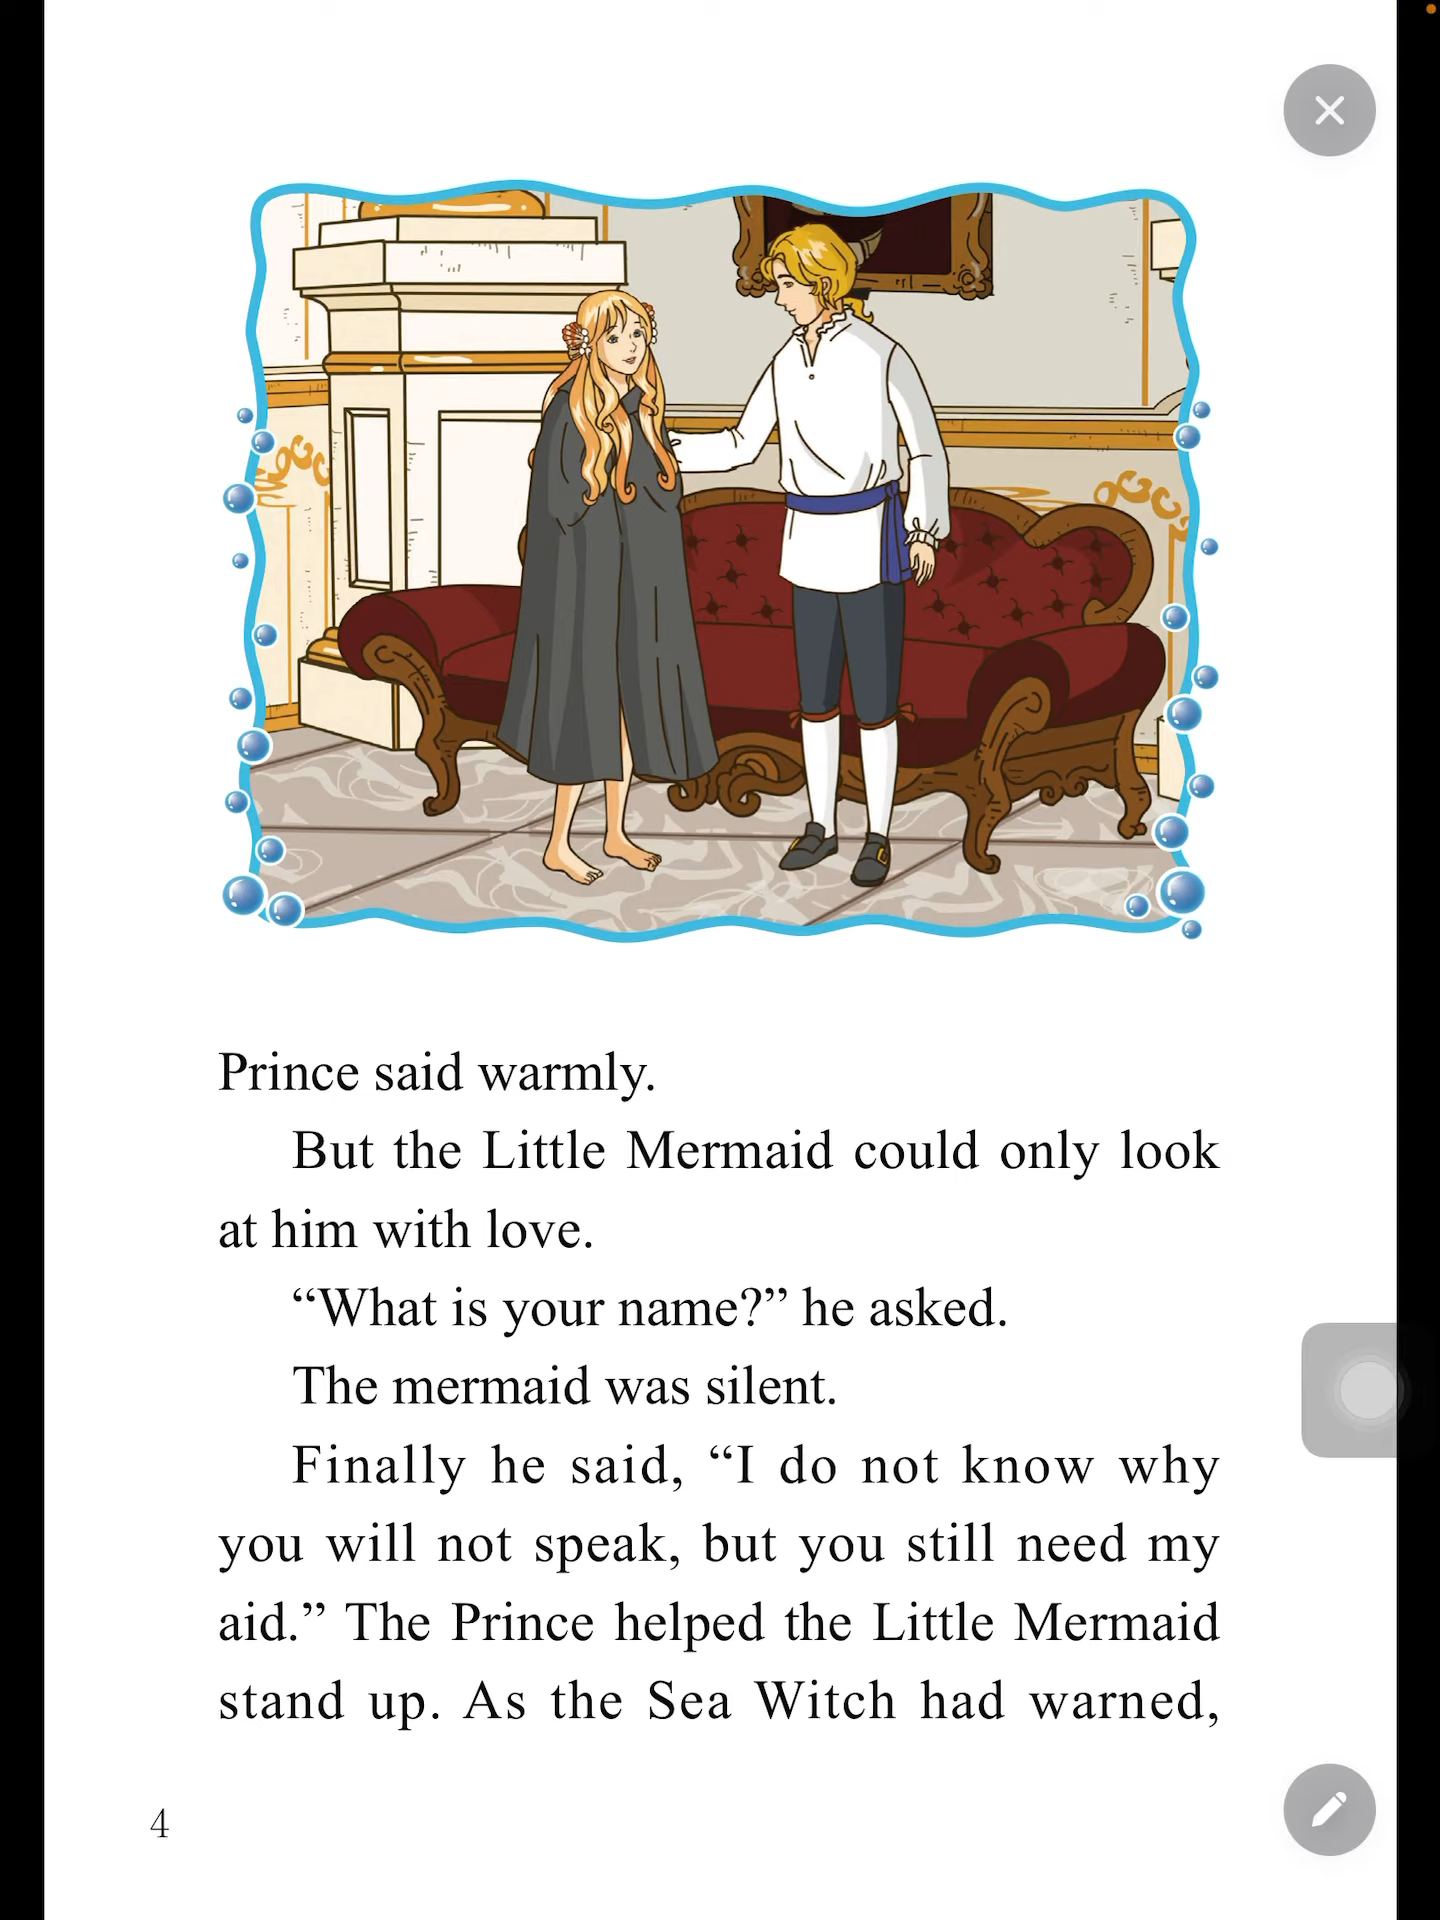 Prince said warmly.
But the Little Mermaid could only look
at him with love.
“What is your name?” he asked.
The mermaid was silent.
Finally he said, “I do not know why
you will not speak, but you still need my
aid.” The Prince helped the Little Mermaid
stand up. As the Sea Witch had warned,
4